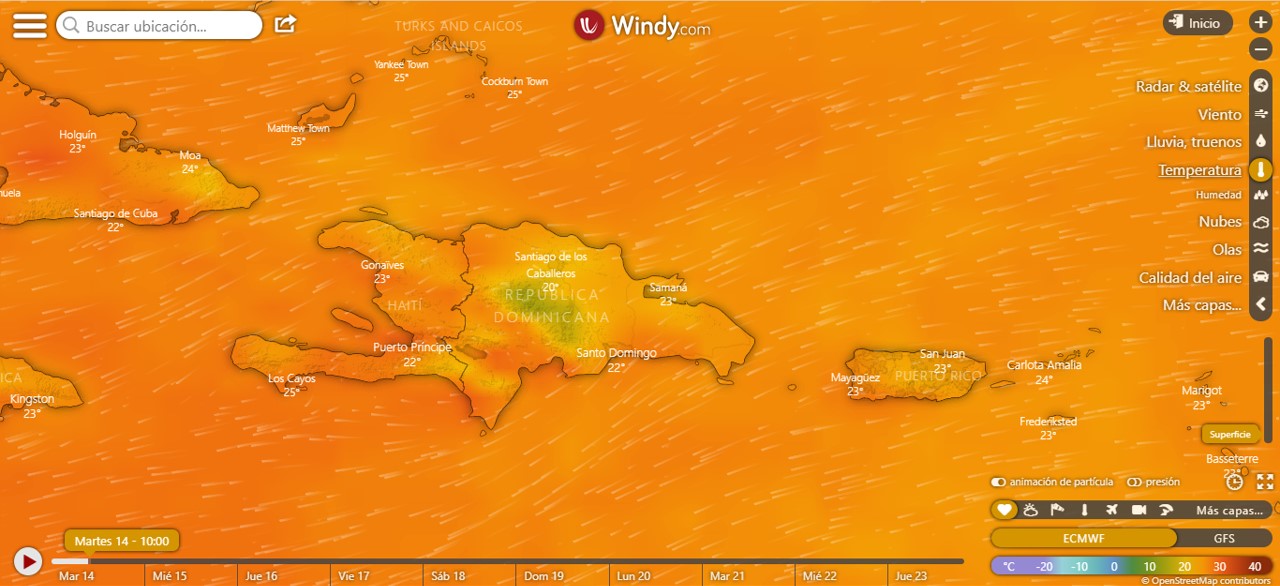 Buscar ubicación...
Windy.com
Inicio
TURKS AND CAICOS
ISLANDS
Yankee Town
25°
Cockburn Town
25°
Matthew Town
25°
Holguín
23°
Moa
24°
Santiago de Cuba
22°
Radar & satélite
Viento
Lluvia, truenos
Temperatura
Humedad
Nubes
Olas
Calidad del aire
Más capas...
Santiago de los
Caballeros
20°
REPÚBLICA
DOMINICANA
Gonaïves
23°
HAITÍ
Samaná
23°
Puerto Príncipe
22°
Santo Domingo
22°
Los Cayos
25°
Kingston
23°
San Juan
23°
PUERTO RICO
Mayagüez
23°
Carlota Amalia
24°
Frederiksted
23°
Marigot
23°
Superficie
Basseterre
animación de partícula
presión
Más capas...
ECMWF
GFS
°C -20 -10 0 10 20 30 40
© OpenStreetMap contributors
Martes 14 - 10:00
Mar 14
Mié 15
Jue 16
Vie 17
Sáb 18
Dom 19
Lun 20
Mar 21
Mié 22
Jue 23